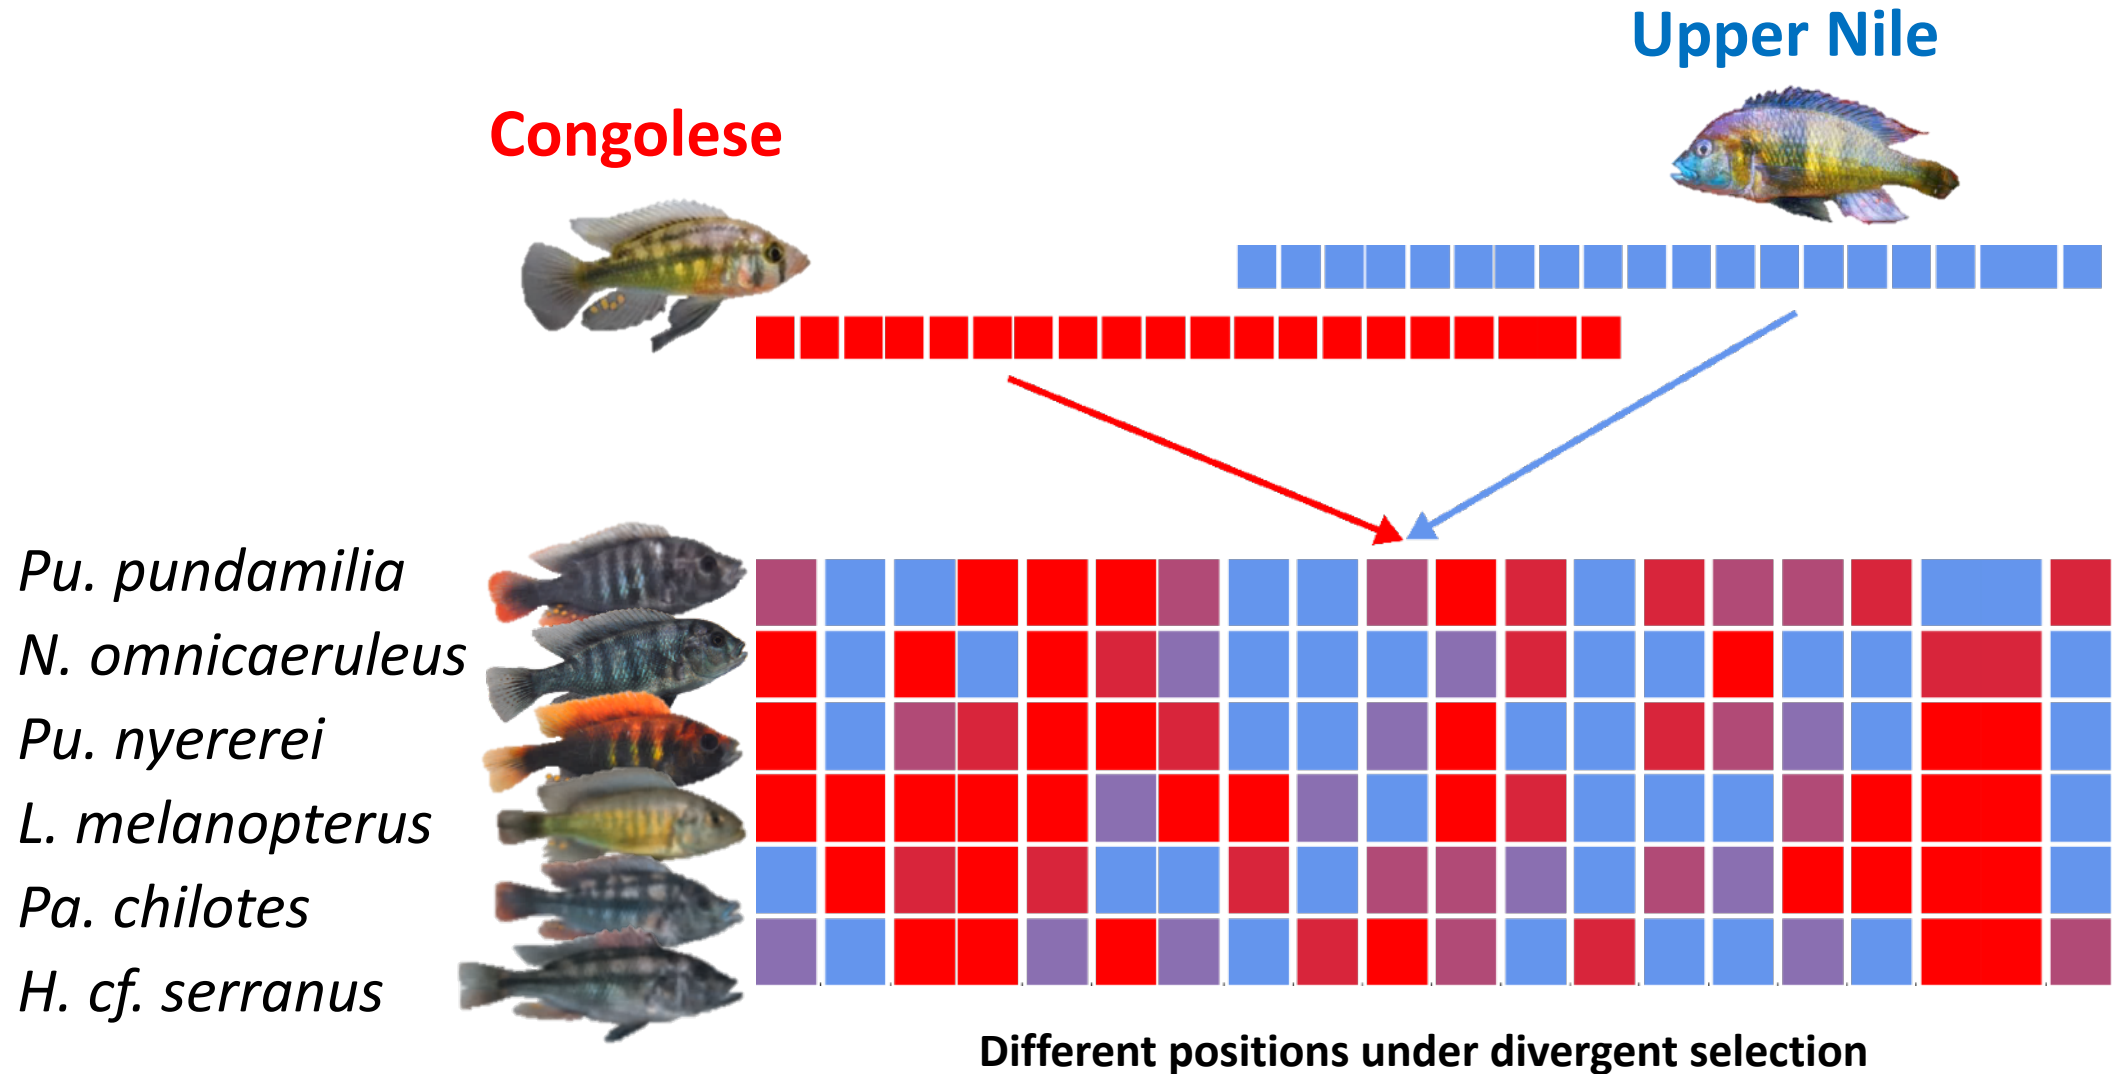 Upper Nile
Congolese
Pu. pundamilia
N. omnicaeruleus
Pu. nyererei
L. melanopterus
Pa. chilotes
H. cf. serranus
Different positions under divergent selection